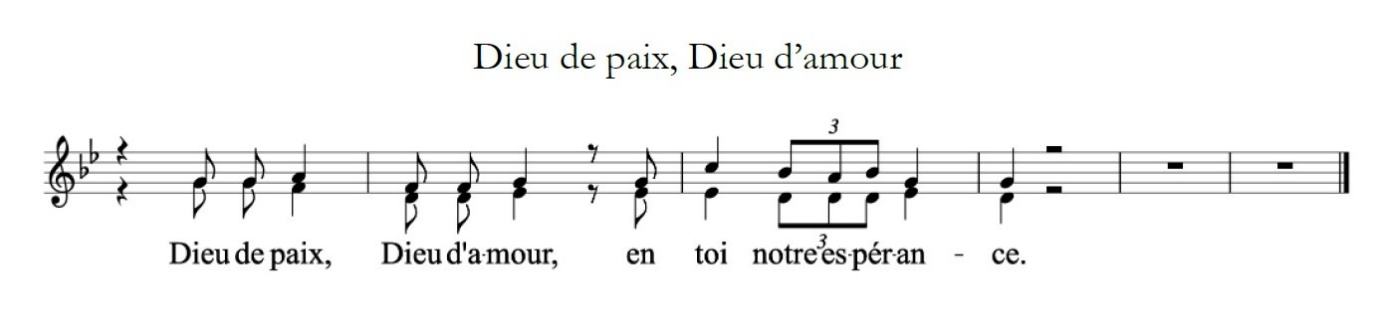 Dieu de paix, Dieu d’amour
3
Dieu de paix, Dieu d'a-mour, en toi notre es-pér-an - ce.
3